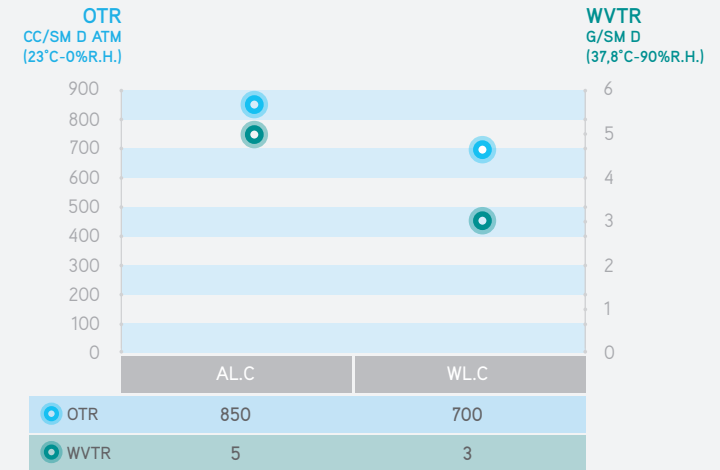 OTR
CC/SM D ATM
(23°C-0%R.H.)
WVTR
G/SM D
(37,8°C-90%R.H.)
900
800
700
600
500
400
300
200
100
0
6
5
4
3
2
1
0
AL.C WL.C
OTR 850 700
WVTR 5 3